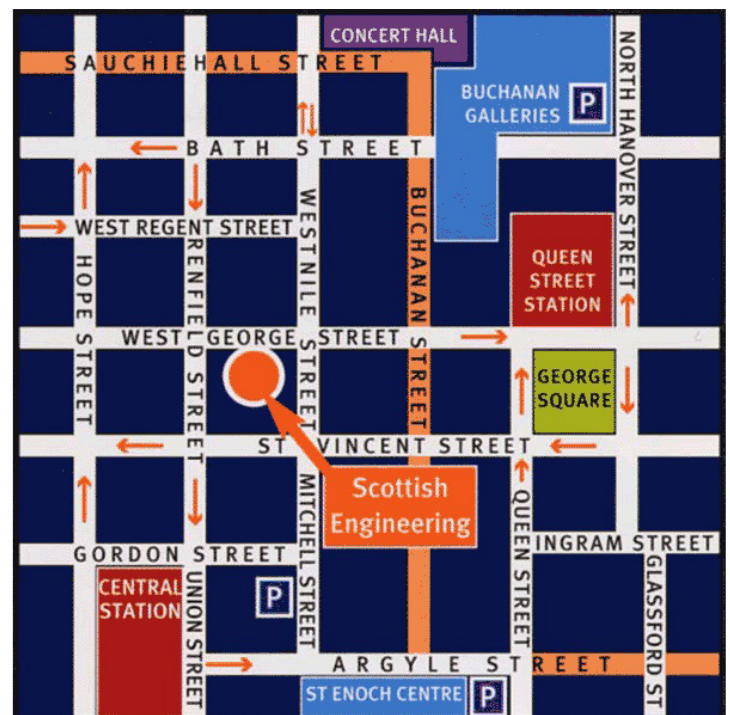 CONCERT HALL
SAUCHIEHALL STREET
BUCHANAN
GALLERIES
P
NORTH HANOVER STREET
BATH STREET
WEST REGENT STREET
HOPE STREET
RENFIELD STREET
WEST NILE STREET
BUCHANAN STREET
QUEEN
STREET
STATION
WEST GEORGE STREET
GEORGE
SQUARE
ST VINCENT STREET
Scottish
Engineering
MITCHELL STREET
QUEEN STREET
INGRAM STREET
GORDON STREET
CENTRAL
STATION
UNION STREET
P
GLASSFORD ST
ARGYLE STREET
ST ENOCH CENTRE
P